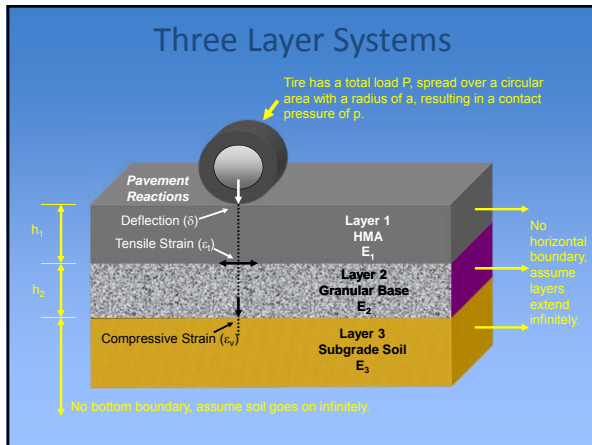 Three Layer Systems
Tire has a total load P, spread over a circular
area with a radius of a, resulting in a contact
pressure of p.
Pavement
Reactions
Deflection (δ)
Tensile Strain (εt)
h1
Layer 1
HMA
E1
No
horizontal
boundary,
assume
layers
extend
infinitely.
h2
Layer 2
Granular Base
E2
Compressive Strain (εv)
Layer 3
Subgrade Soil
E3
No bottom boundary, assume soil goes on infinitely.